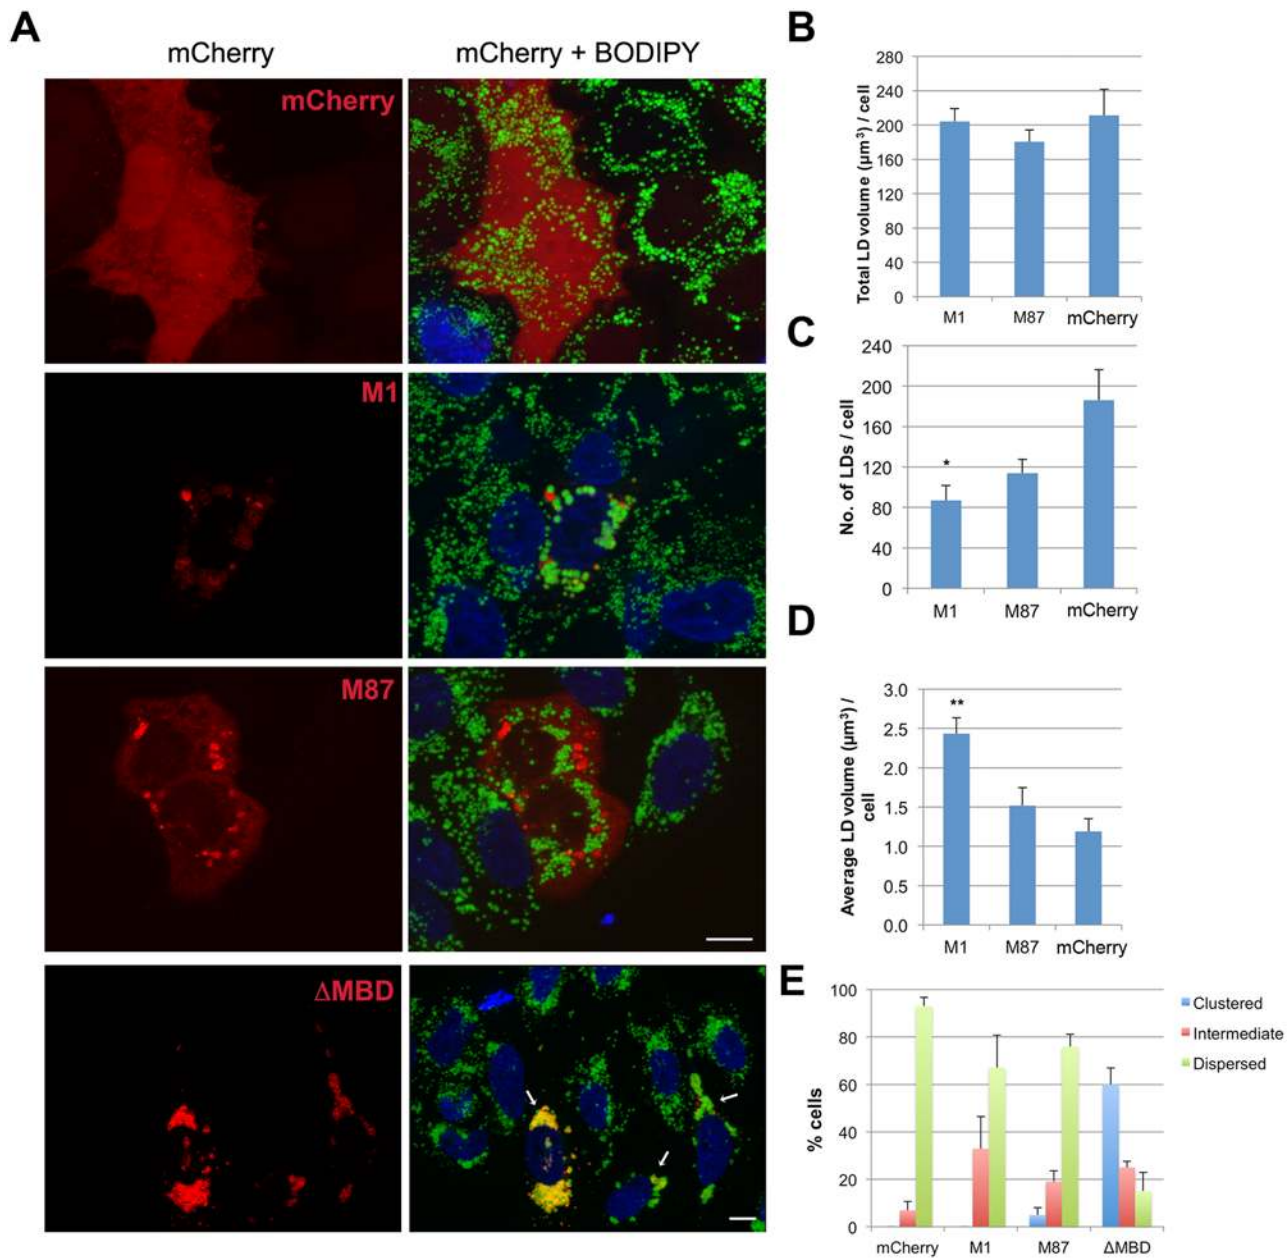 A
mCherry
mCherry + BODIPY
mCherry
M1
M87
ΔMBD
B
Total LD volume (µm³) / cell
280
240
200
160
120
80
40
0
M1 M87 mCherry
C
No. of LDs / cell
240
200
160
120
80
40
0
*
M1 M87 mCherry
D
Average LD volume (µm³) /
cell
3.0
2.5
2.0
1.5
1.0
0.5
0.0
**
M1 M87 mCherry
E
% cells
100
80
60
40
20
0
mCherry M1 M87 ΔMBD
Clustered
Intermediate
Dispersed